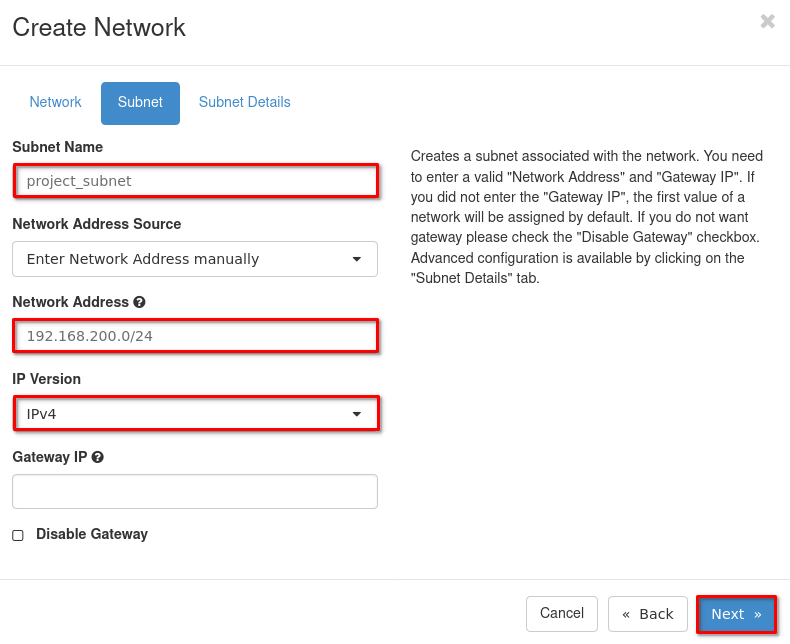 Create Network
×
Network Subnet Subnet Details
Subnet Name
project_subnet
Network Address Source
Enter Network Address manually
Network Address ?
192.168.200.0/24
IP Version
IPv4
Gateway IP ?
Disable Gateway
Creates a subnet associated with the network. You need
to enter a valid "Network Address" and "Gateway IP". If
you did not enter the "Gateway IP", the first value of a
network will be assigned by default. If you do not want
gateway please check the "Disable Gateway" checkbox.
Advanced configuration is available by clicking on the
"Subnet Details" tab.
Cancel « Back Next »